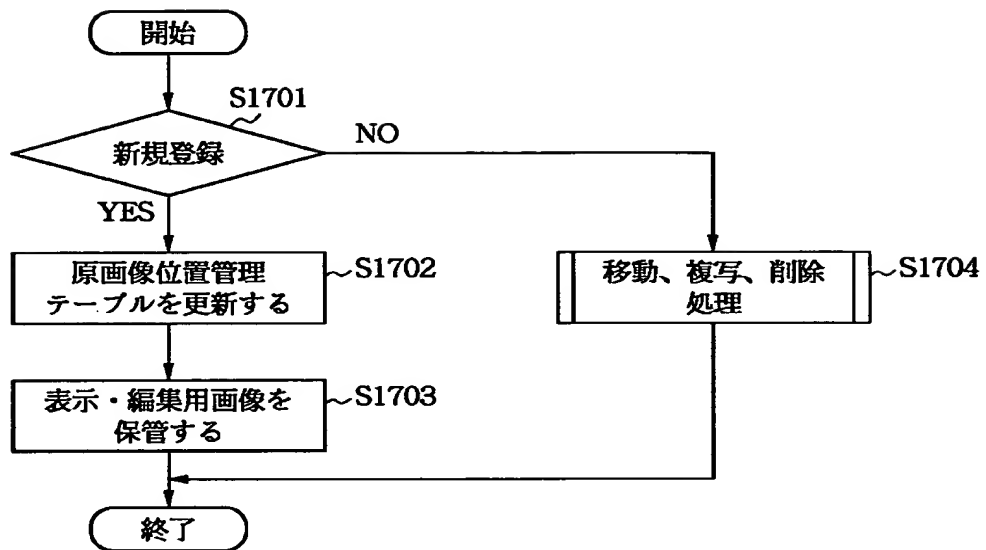 開始
S1701
新規登録
NO
YES
原画像位置管理
テーブルを更新する
S1702
移動、複写、削除
処理
S1704
表示・編集用画像を
保管する
S1703
終了